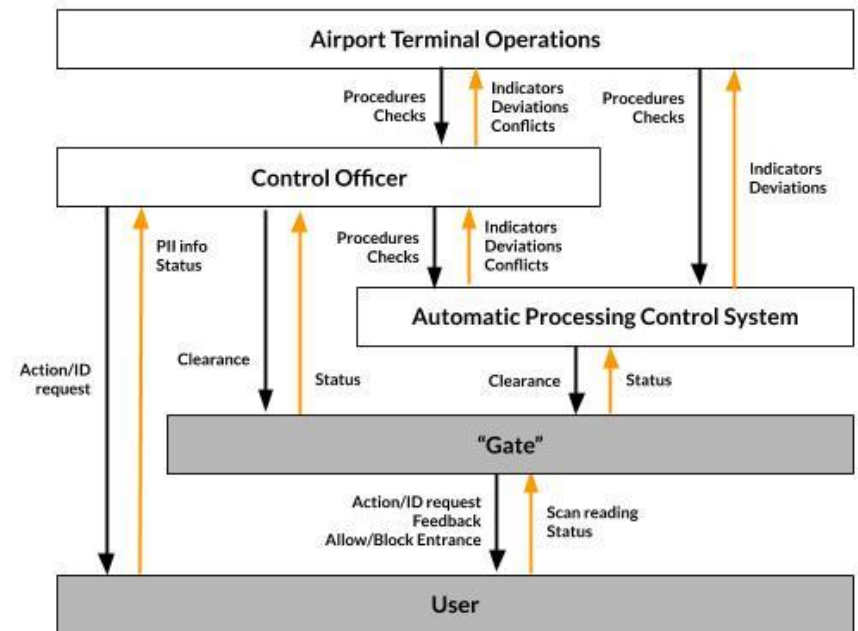 Airport Terminal Operations
Procedures
Checks
Indicators
Deviations
Conflicts
Procedures
Checks
Indicators
Deviations
Control Officer
PII info
Status
Procedures
Checks
Indicators
Deviations
Conflicts
Automatic Processing Control System
Action/ID
request
Clearance
Status
Clearance
Status
“Gate”
Action/ID request
Feedback
Allow/Block Entrance
Scan reading
Status
User